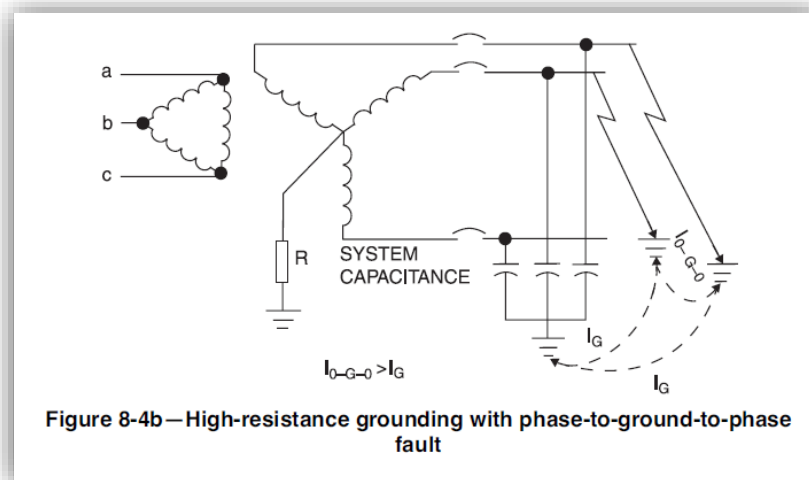 a
b
c
R
SYSTEM
CAPACITANCE
I0–G–0
IG
IG
I0–G–0 >IG
Figure 8-4b—High-resistance grounding with phase-to-ground-to-phase
fault